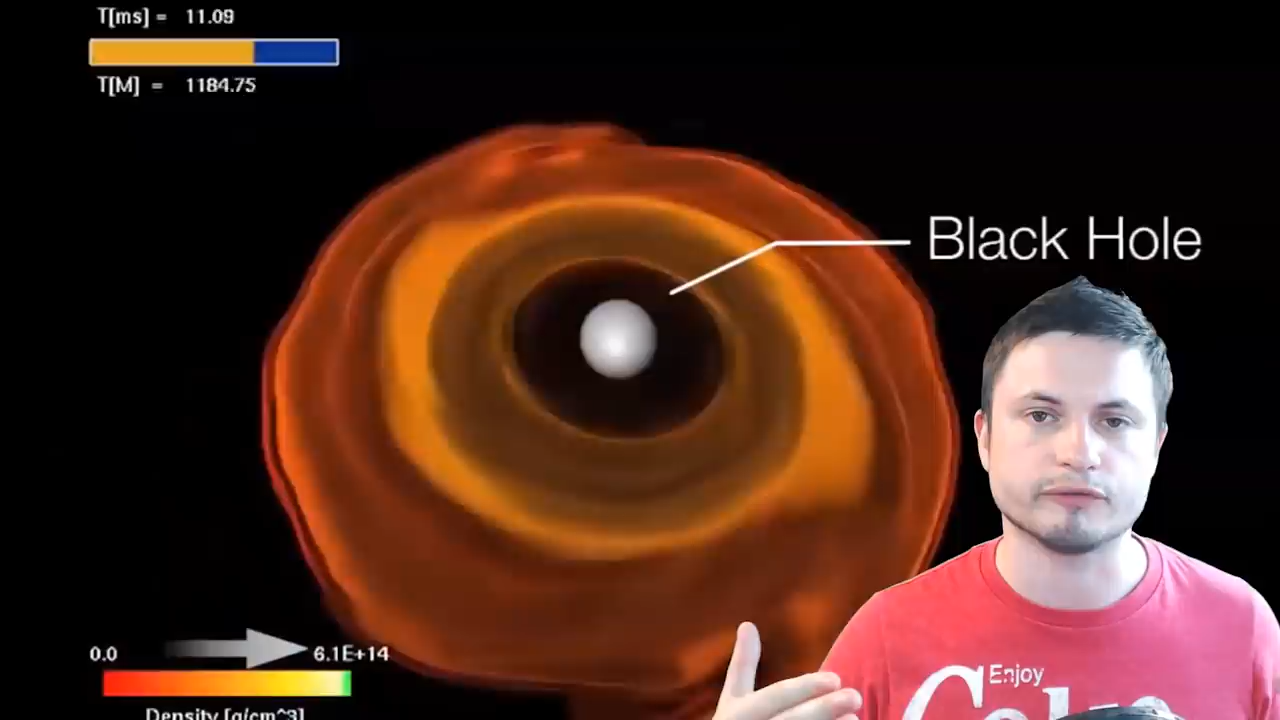 T[ms] = 11.09
T[M] = 1184.75
Black Hole
0.0 6.1E+14
Density [g/cm^3]
Enjoy